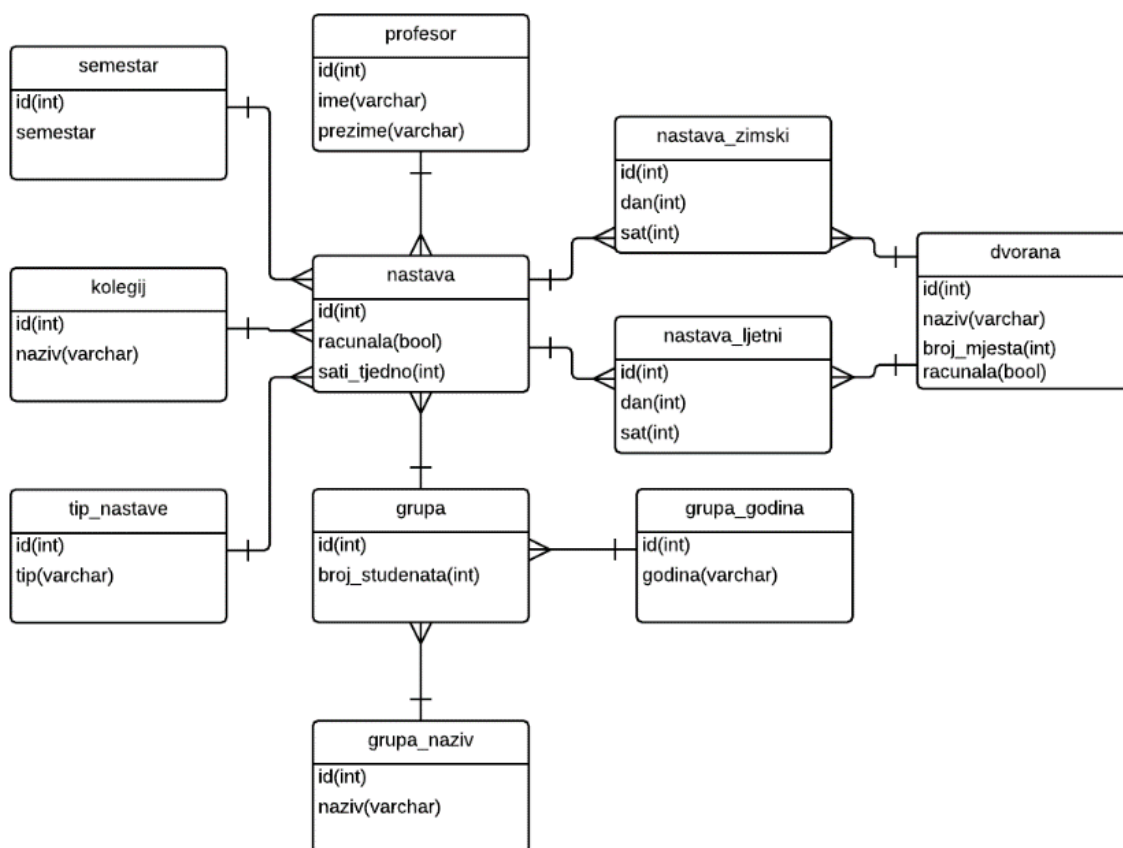 profesor
id(int)
ime(varchar)
prezime(varchar)
semestar
id(int)
semestar
nastava_zimski
id(int)
dan(int)
sat(int)
dvorana
id(int)
naziv(varchar)
broj_mjesta(int)
racunala(bool)
kolegij
id(int)
naziv(varchar)
nastava
id(int)
racunala(bool)
sati_tjedno(int)
nastava_ljetni
id(int)
dan(int)
sat(int)
tip_nastave
id(int)
tip(varchar)
grupa
id(int)
broj_studenata(int)
grupa_godina
id(int)
godina(varchar)
grupa_naziv
id(int)
naziv(varchar)